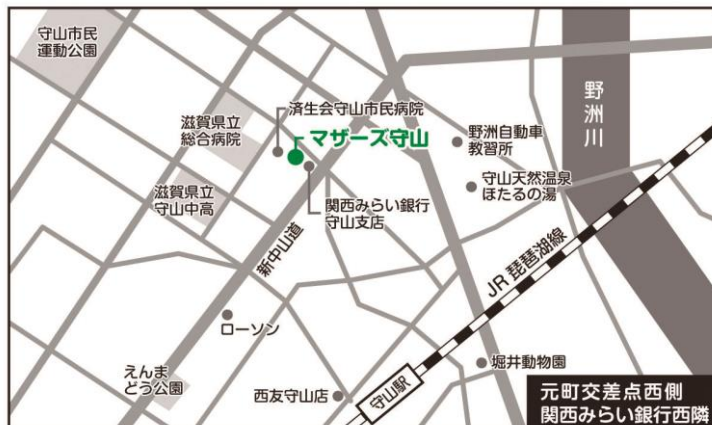 守山市民
運動公園
済生会守山市民病院
滋賀県立
総合病院
マザーズ守山
野洲自動車
教習所
野洲川
滋賀県立
守山中高
守山天然温泉
ほたるの湯
関西みらい銀行
守山支店
新中山道
JR 琵琶湖線
ローソン
えんま
どう公園
西友守山店
守山駅
堀井動物園
元町交差点西側
関西みらい銀行西隣